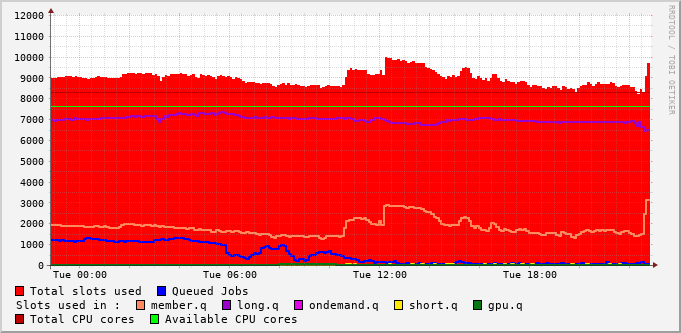 12000
11000
10000
9000
8000
7000
6000
5000
4000
3000
2000
1000
0
Tue 00:00 Tue 06:00 Tue 12:00 Tue 18:00
RRDTOOL / TOBI OETIKER
Total slots used Queued Jobs
Slots used in : member.q long.q ondemand.q short.q gpu.q
Total CPU cores Available CPU cores